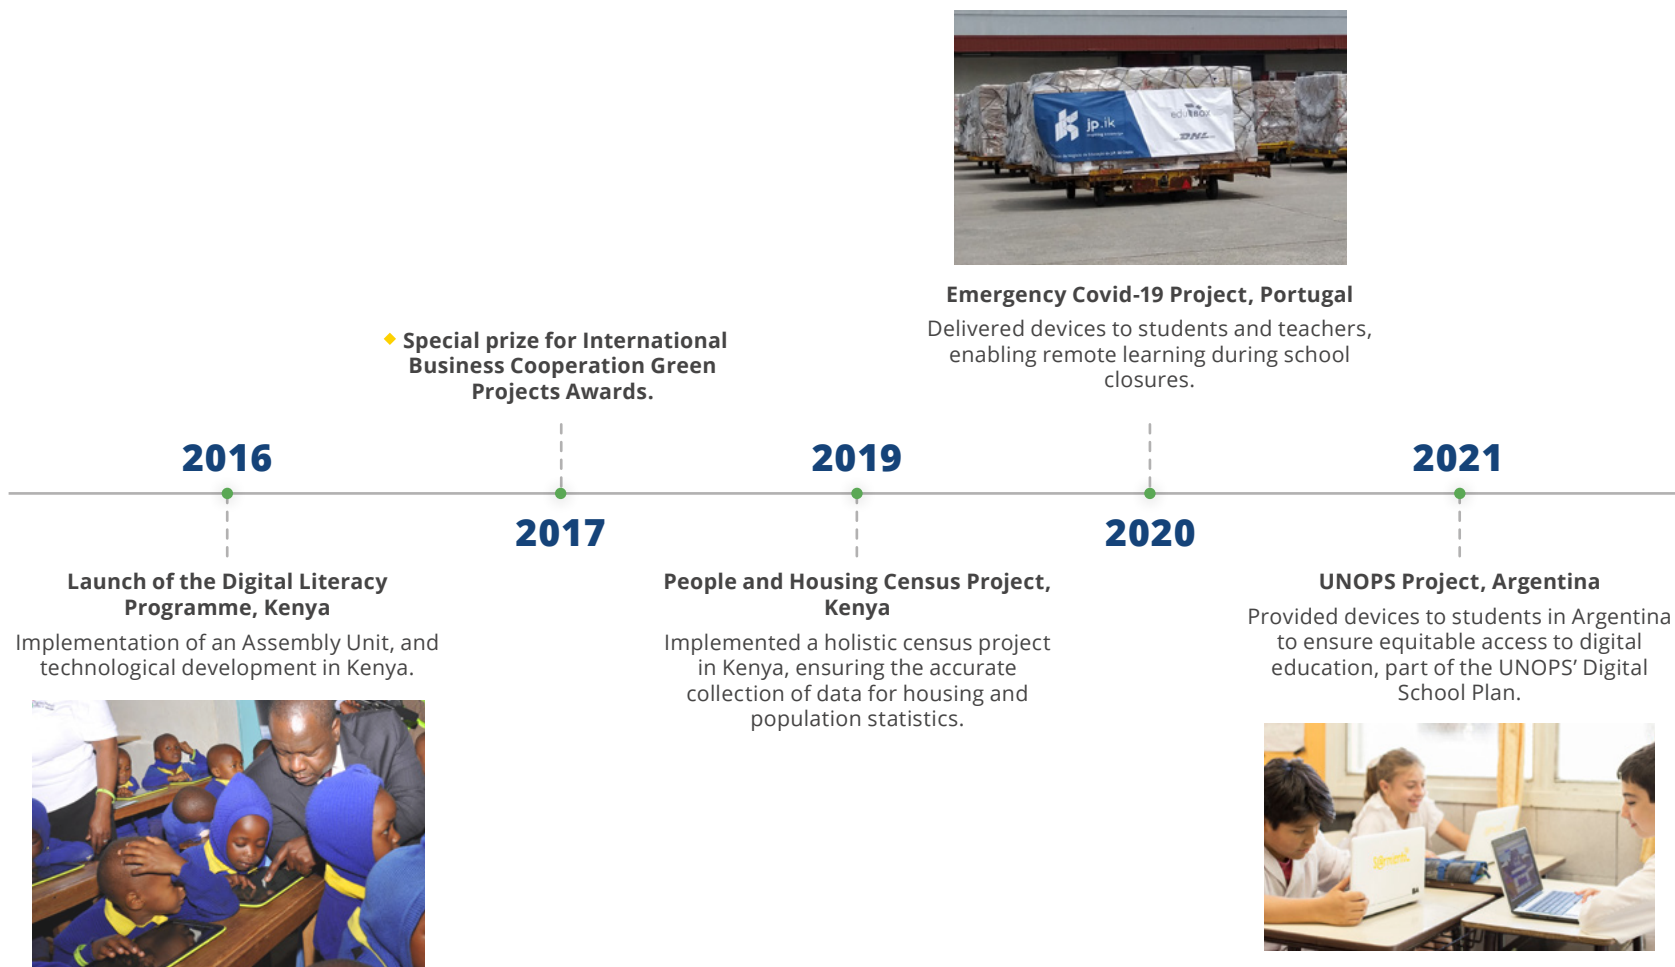 jp.ik
Emergency Covid-19 Project, Portugal
Delivered devices to students and teachers,
enabling remote learning during school
closures.
Special prize for International
Business Cooperation Green
Projects Awards.
2016
2019
2021
2017
2020
Launch of the Digital Literacy
Programme, Kenya
Implementation of an Assembly Unit, and
technological development in Kenya.
People and Housing Census Project,
Kenya
Implemented a holistic census project
in Kenya, ensuring the accurate
collection of data for housing and
population statistics.
UNOPS Project, Argentina
Provided devices to students in Argentina
to ensure equitable access to digital
education, part of the UNOPS’ Digital
School Plan.